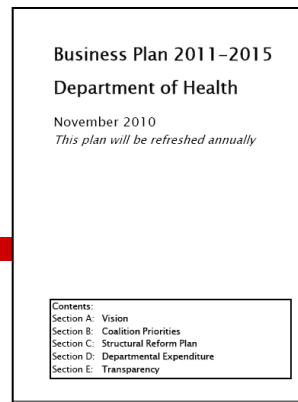 Business Plan 2011–2015
Department of Health
November 2010
This plan will be refreshed annually
Contents:
Section A: Vision
Section B: Coalition Priorities
Section C: Structural Reform Plan
Section D: Departmental Expenditure
Section E: Transparency